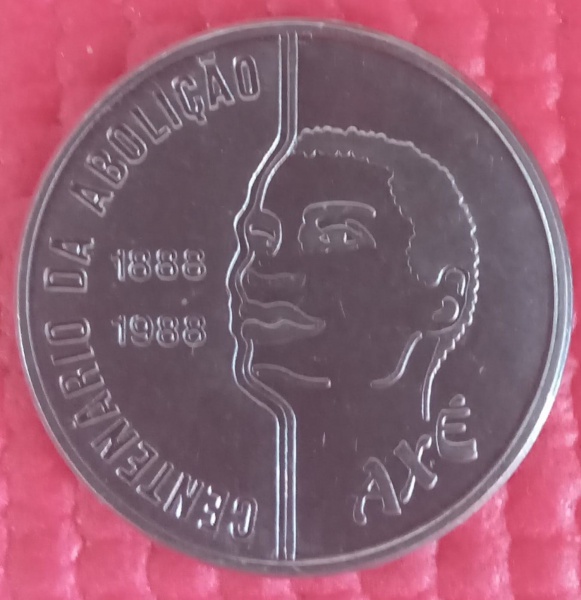 CENTENÁRIO DA ABOLIÇÃO
1888
1988
AXÉ